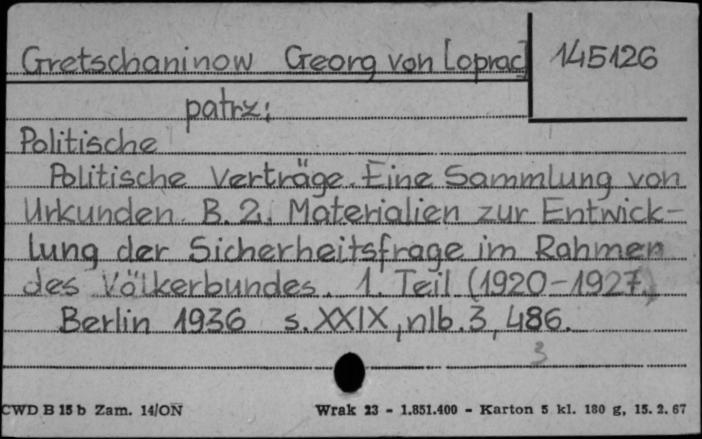 Gretschaninow Georg von [oprac]
145126
patrz:
Politische
Politische Verträge. Eine Sammlung von
Urkunden. B. 2. Materialien zur Entwick-
lung der Sicherheitsfrage im Rahmen
des Völkerbundes. 1. Teil (1920-1927)
Berlin 1936 s. XXIX, nlb. 3, 486.
3
CWD B 15 b Zam. 14/ON Wrak 23 - 1.851.400 - Karton 5 kl. 180 g, 15. 2. 67